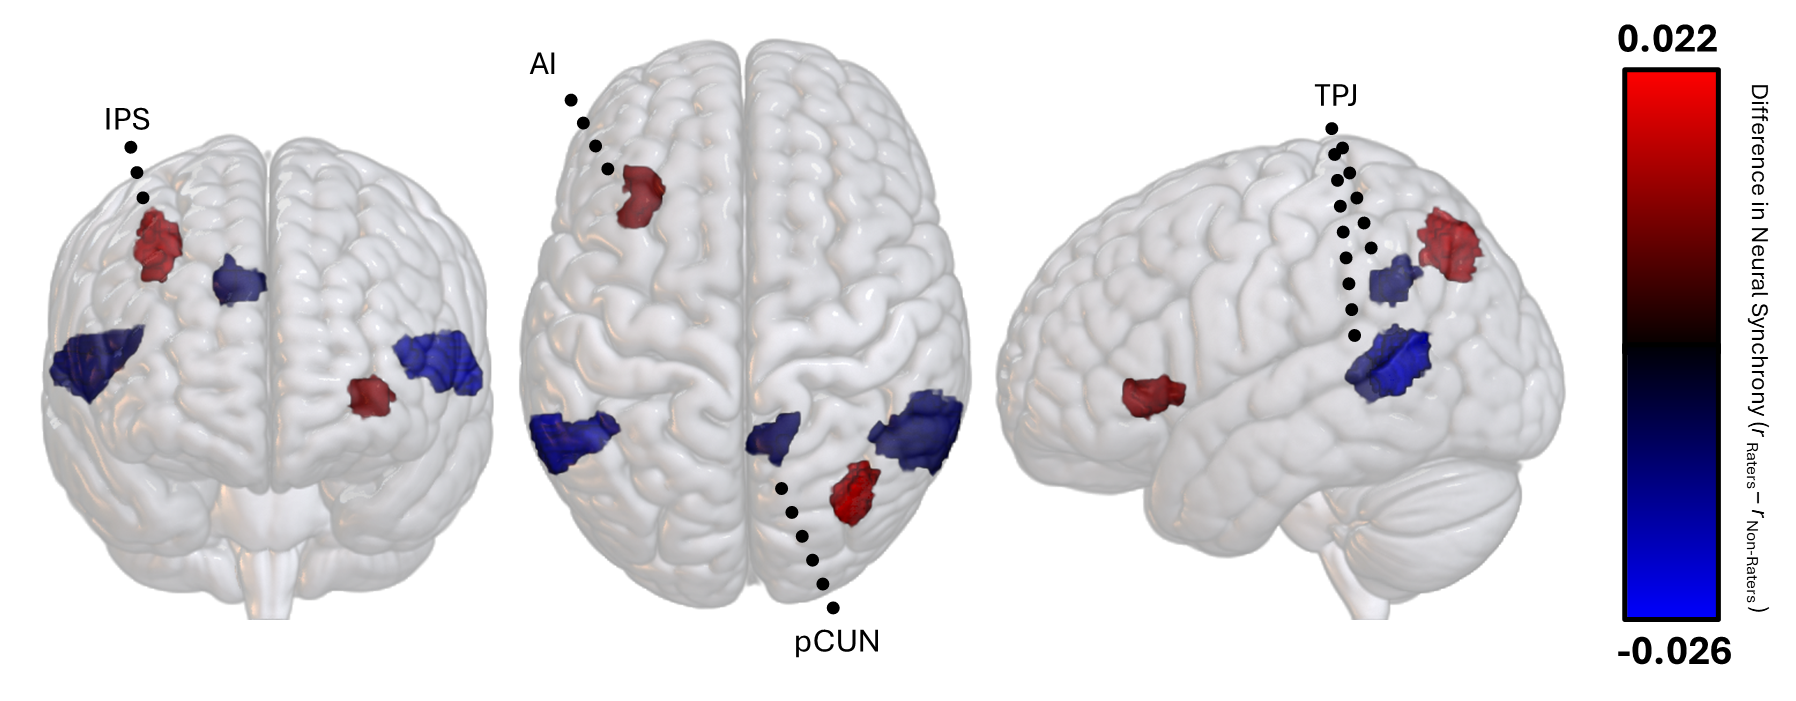 IPS
AI
pCUN
TPJ
0.022
Difference in Neural Synchrony (r Raters – r Non-Raters)
-0.026